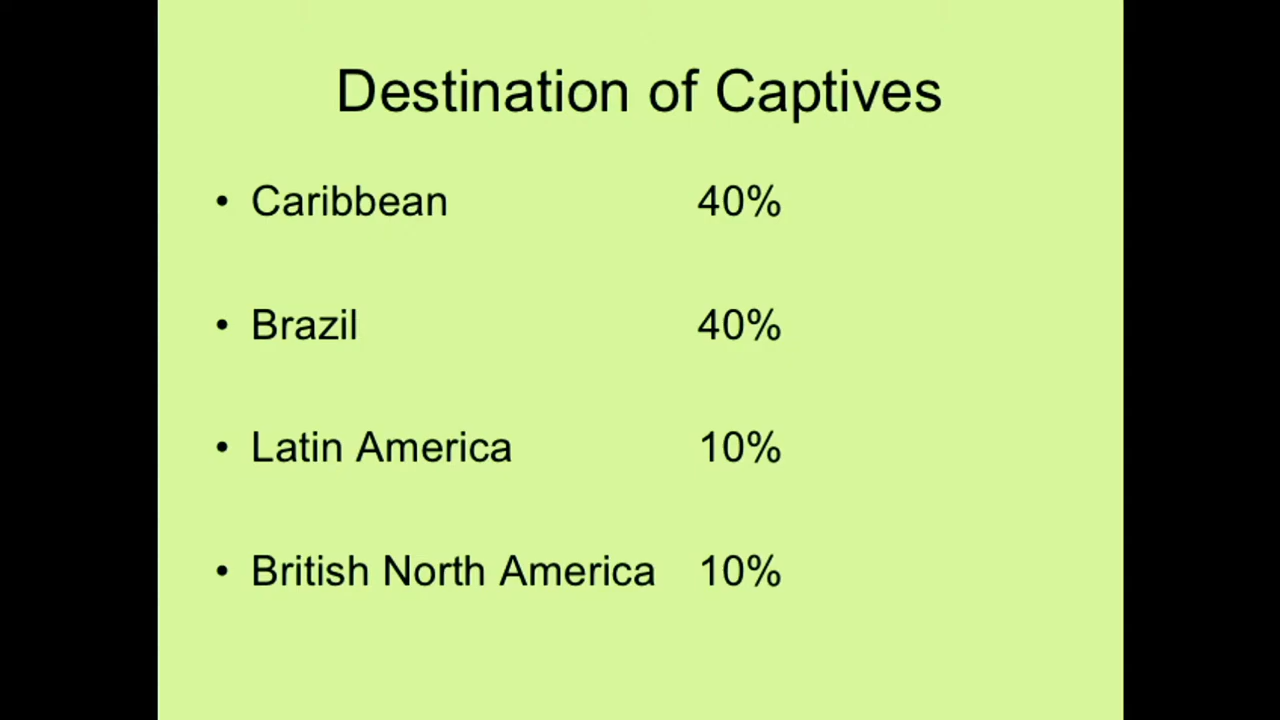 Destination of Captives
• Caribbean 40%
• Brazil 40%
• Latin America 10%
• British North America 10%